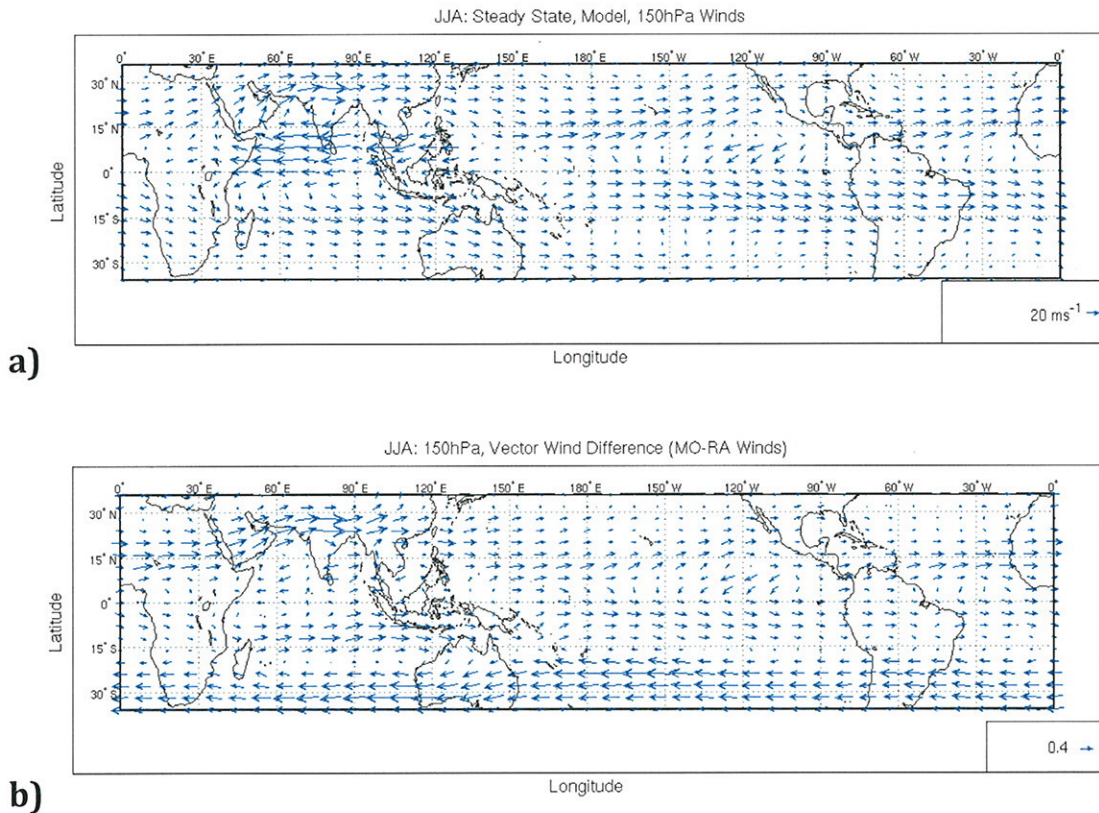 JJA: Steady State, Model, 150hPa Winds
0° 30° E 60° E 90° E 120° E 150° E 180° E 150° W 120° W 90° W 60° W 30° W 0°
30° N
15° N
0°
15° S
30° S
Latitude
20 ms⁻¹
Longitude
a)
JJA: 150hPa, Vector Wind Difference (MO-RA Winds)
0° 30° E 60° E 90° E 120° E 150° E 180° E 150° W 120° W 90° W 60° W 30° W 0°
30° N
15° N
0°
15° S
30° S
Latitude
0.4
Longitude
b)